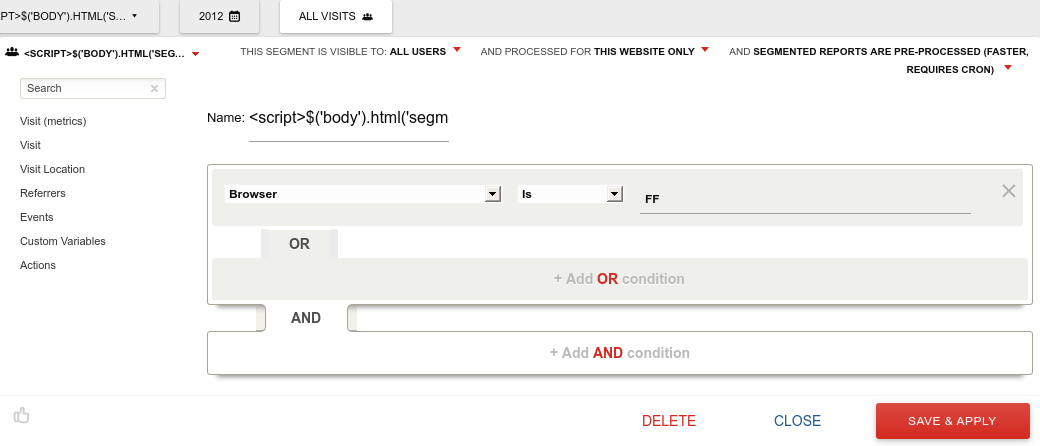 PT>$('BODY').HTML('S...
2012
ALL VISITS
<SCRIPT>$('BODY').HTML('SEG...
THIS SEGMENT IS VISIBLE TO: ALL USERS
AND PROCESSED FOR THIS WEBSITE ONLY
AND SEGMENTED REPORTS ARE PRE-PROCESSED (FASTER,
REQUIRES CRON)
Search
Visit (metrics)
Visit
Visit Location
Referrers
Events
Custom Variables
Actions
Name: <script>$('body').html('segm
Browser
Is
FF
OR
+ Add OR condition
AND
+ Add AND condition
DELETE
CLOSE
SAVE & APPLY